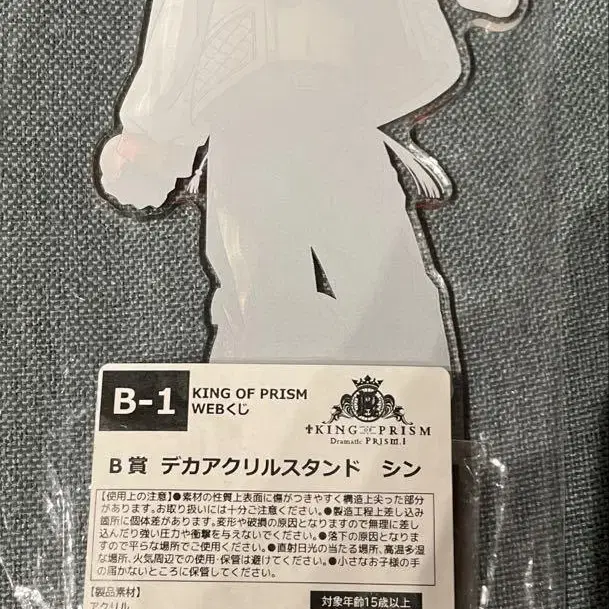 B-1
KING OF PRISM
WEBくじ
KING OF PRISM
Dramatic PRISM.1
B賞 デカアクリルスタンド シン
【使用上の注意】●素材の性質上表面に傷がつきやすく構造上尖った部分
があります。お取り扱いには十分ご注意ください。●製造工程上差し込み
箇所に個体差があります。変形や破損の原因となりますので無理に差し
込んだり強い圧力や衝撃を与えないでください。●落下の原因となります
ので平らな場所でご使用ください。●直射日光の当たる場所、高温多湿
な場所、火気周辺での使用・保管は避けてください。●小さなお子様の手
の届かないところに保管してください。
【製品素材】
アクリル
対象年齢15歳以上